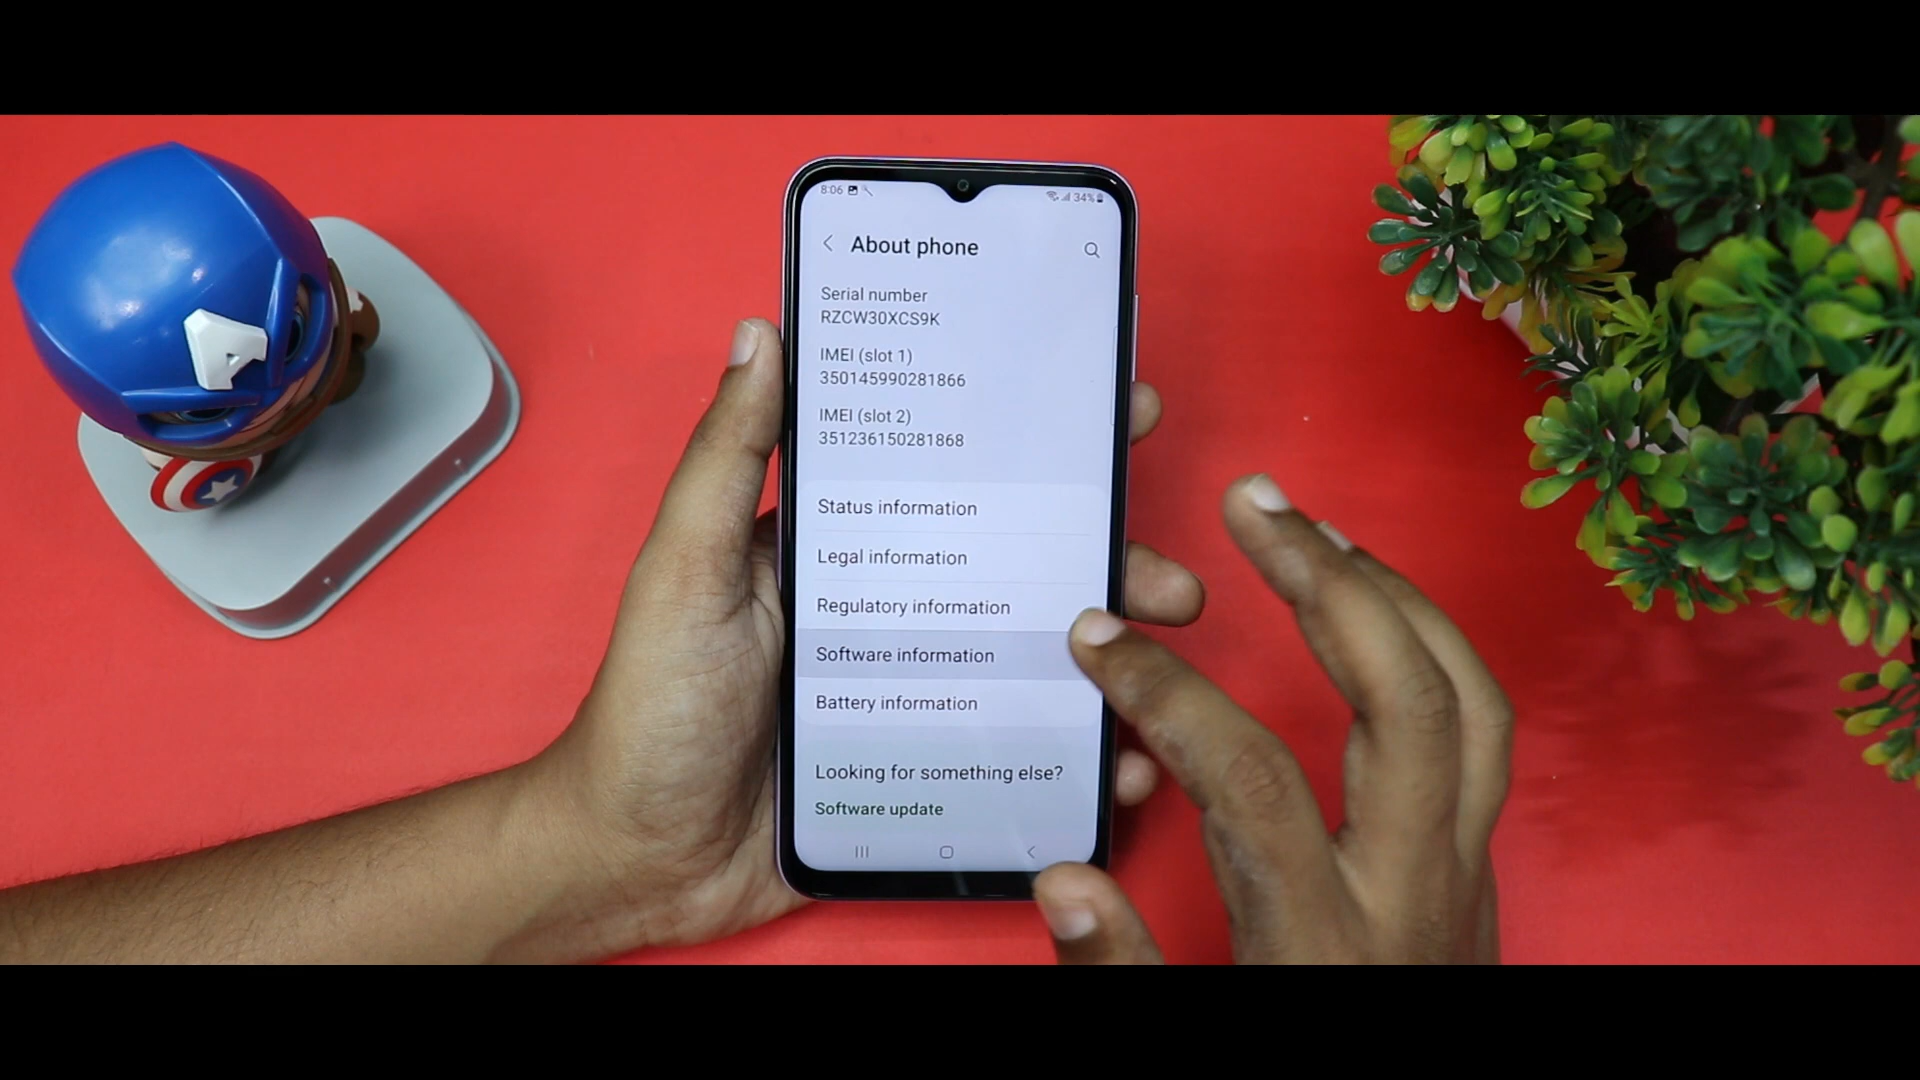 8:06
34%
About phone
Serial number
RZCW30XCS9K
IMEI (slot 1)
350145990281866
IMEI (slot 2)
351236150281868
Status information
Legal information
Regulatory information
Software information
Battery information
Looking for something else?
Software update
A